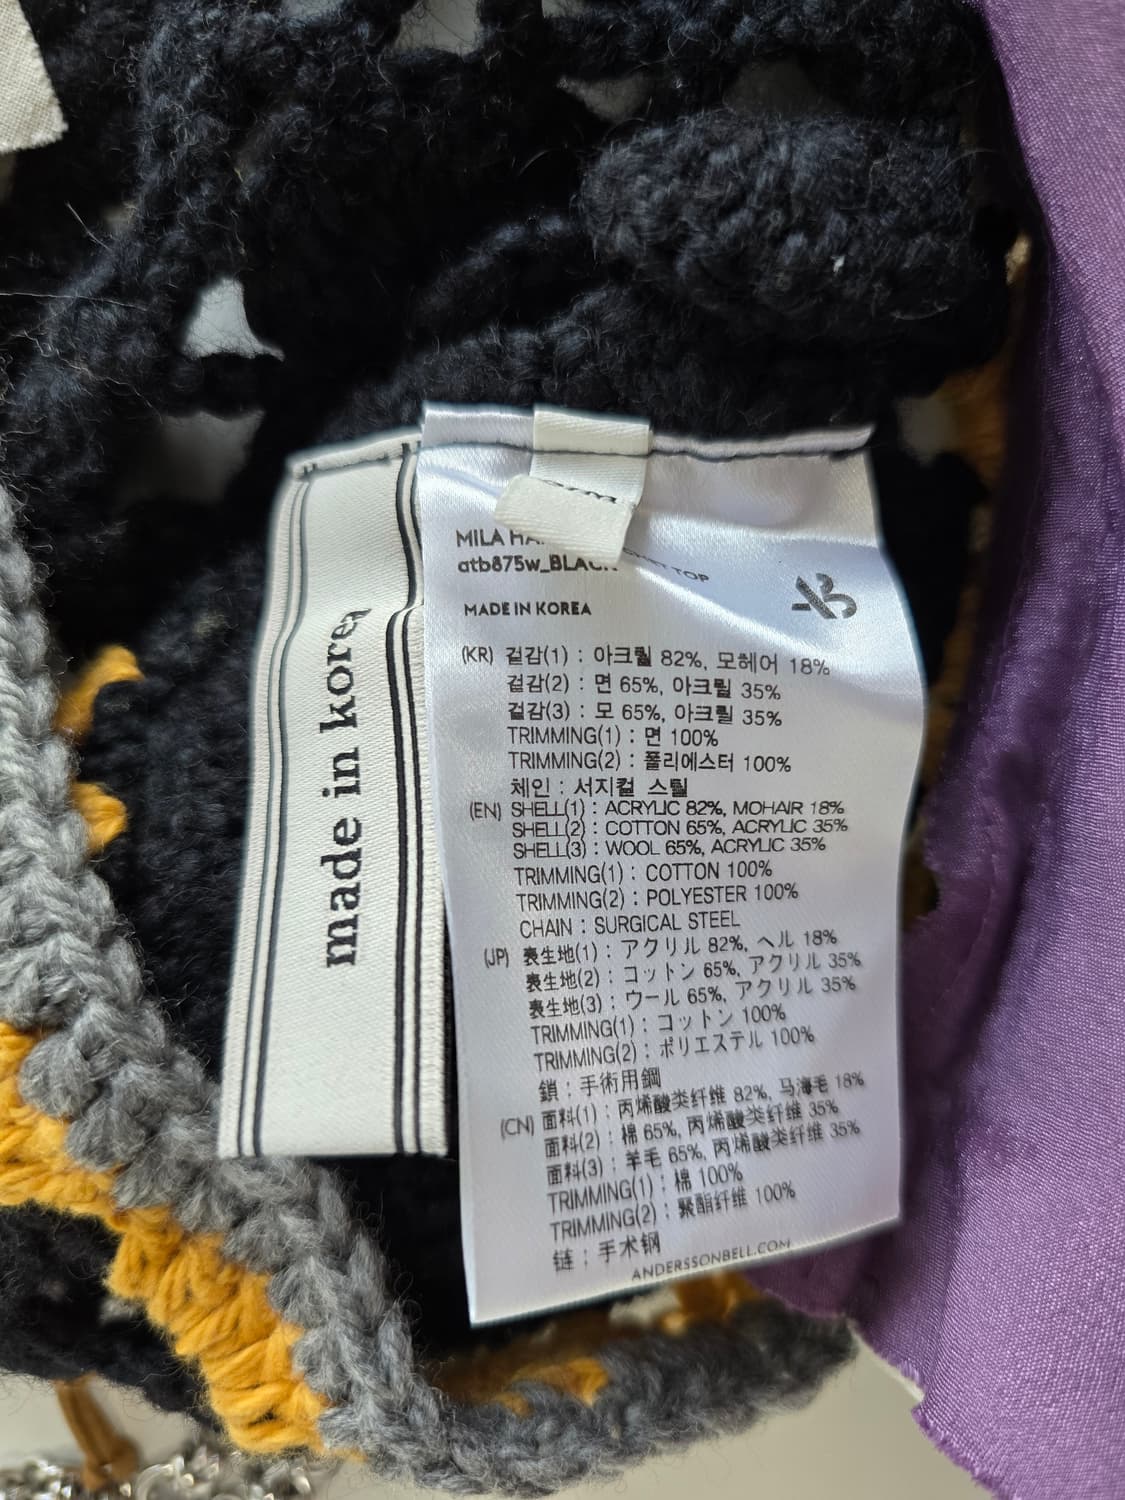 made in korea
MILA
atb875w_BLACK
TOP
MADE IN KOREA
(KR) 겉감(1) : 아크릴 82%, 모헤어 18%
겉감(2) : 면 65%, 아크릴 35%
겉감(3) : 모 65%, 아크릴 35%
TRIMMING(1) : 면 100%
TRIMMING(2) : 폴리에스터 100%
체인 : 서지컬 스틸
(EN) SHELL(1) : ACRYLIC 82%, MOHAIR 18%
SHELL(2) : COTTON 65%, ACRYLIC 35%
SHELL(3) : WOOL 65%, ACRYLIC 35%
TRIMMING(1) : COTTON 100%
TRIMMING(2) : POLYESTER 100%
CHAIN : SURGICAL STEEL
(JP) 表生地(1) : アクリル 82%, ヘル 18%
表生地(2) : コットン 65%, アクリル 35%
表生地(3) : ウール 65%, アクリル 35%
TRIMMING(1) : コットン 100%
TRIMMING(2) : ポリエステル 100%
鎖 : 手術用鋼
(CN) 面料(1) : 丙烯酸类纤维 82%, 马海毛 18%
面料(2) : 棉 65%, 丙烯酸类纤维 35%
面料(3) : 羊毛 65%, 丙烯酸类纤维 35%
TRIMMING(1) : 棉 100%
TRIMMING(2) : 聚酯纤维 100%
链 : 手术钢
ANDERSSONBELL.COM